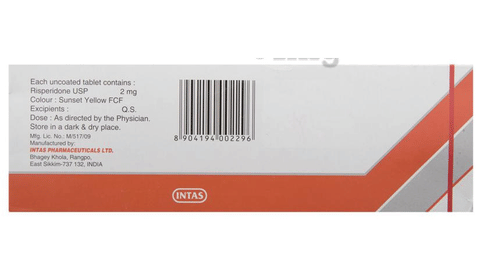 Each uncoated tablet contains :
Risperidone USP 2 mg
Colour : Sunset Yellow FCF
Excipients : Q.S.
Dose : As directed by the Physician.
Store in a dark & dry place.
Mfg. Lic. No.: M/517/09
Manufactured by:
INTAS PHARMACEUTICALS LTD.
Bhagey Khola, Rangpo,
East Sikkim-737 132, INDIA
8 904194 002296
INTAS